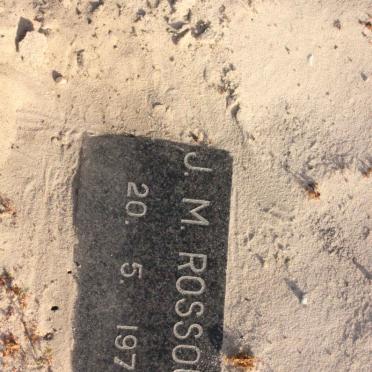 J. M. ROSSO
20. 5. 197